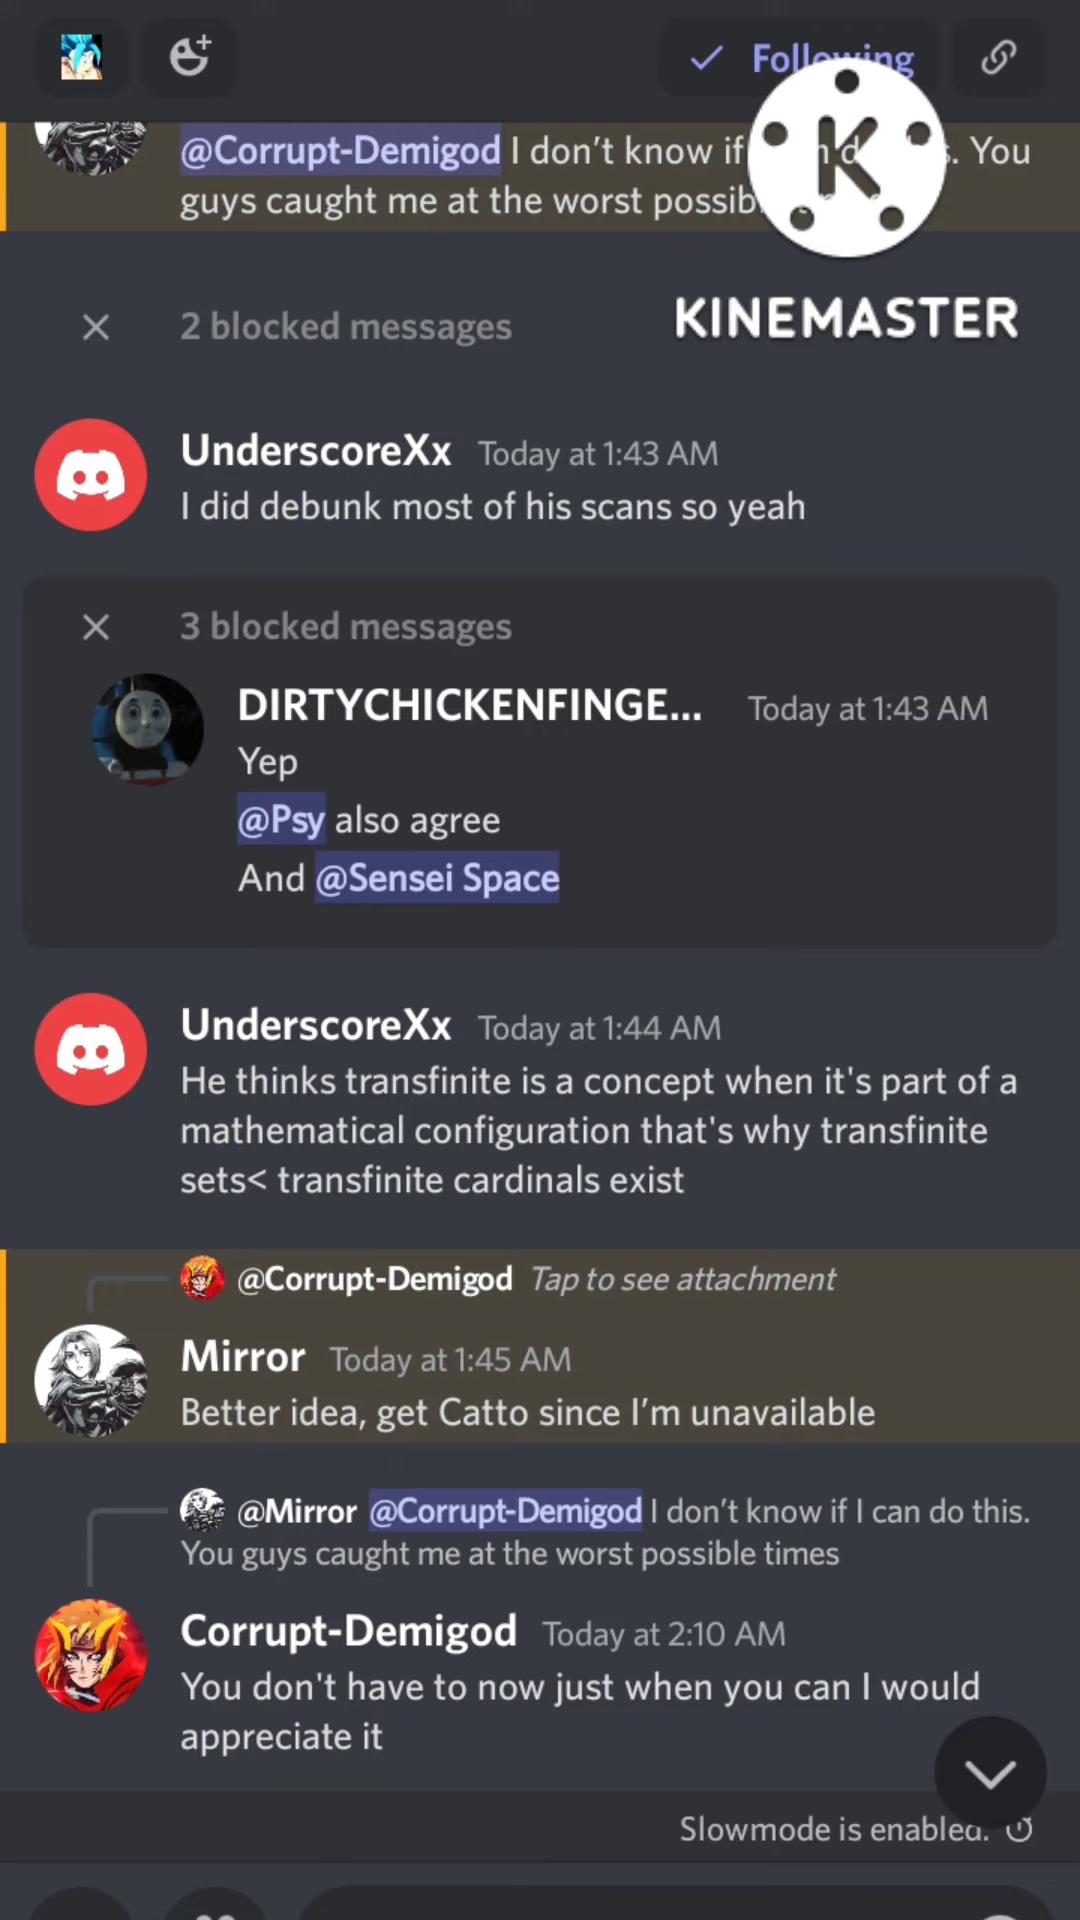 Following
@Corrupt-Demigod I don't know if . You
guys caught me at the worst
K
KINEMASTER
2 blocked messages
UnderscoreXx Today at 1:43 AM
I did debunk most of his scans so yeah
3 blocked messages
DIRTYCHICKENFINGE... Today at 1:43 AM
Yep
@Psy also agree
And @Sensei Space
UnderscoreXx Today at 1:44 AM
He thinks transfinite is a concept when it's part of a
mathematical configuration that's why transfinite
sets< transfinite cardinals exist
@Corrupt-Demigod Tap to see attachment
Mirror Today at 1:45 AM
Better idea, get Catto since I'm unavailable
@Mirror @Corrupt-Demigod I don't know if I can do this.
You guys caught me at the worst possible times
Corrupt-Demigod Today at 2:10 AM
You don't have to now just when you can I would
appreciate it
Slowmode is enabled.